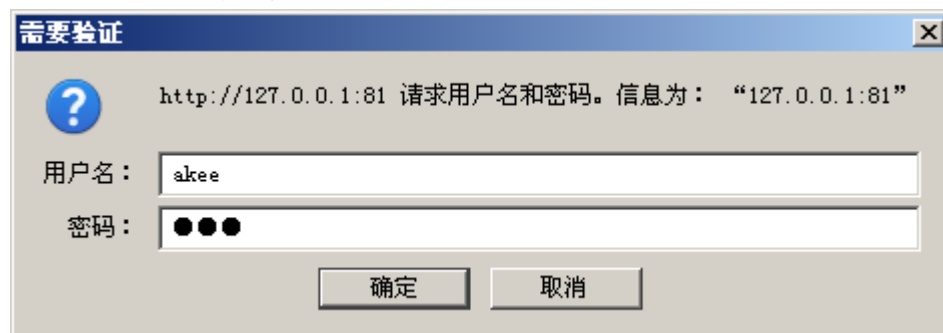 需要验证
http://127.0.0.1:81 请求用户名和密码。信息为： “127.0.0.1:81”
用户名：
akee
密码：
●●●
确定
取消